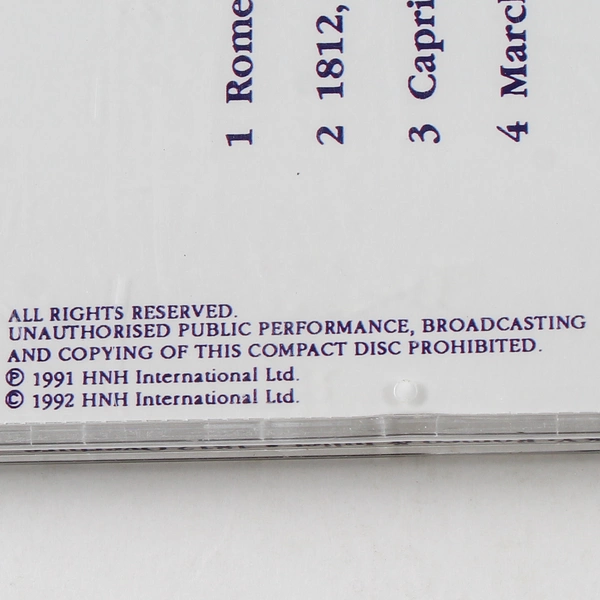 1 Rome
2 1812,
3 Capri
4 March
ALL RIGHTS RESERVED.
UNAUTHORISED PUBLIC PERFORMANCE, BROADCASTING
AND COPYING OF THIS COMPACT DISC PROHIBITED.
℗ 1991 HNH International Ltd.
© 1992 HNH International Ltd.